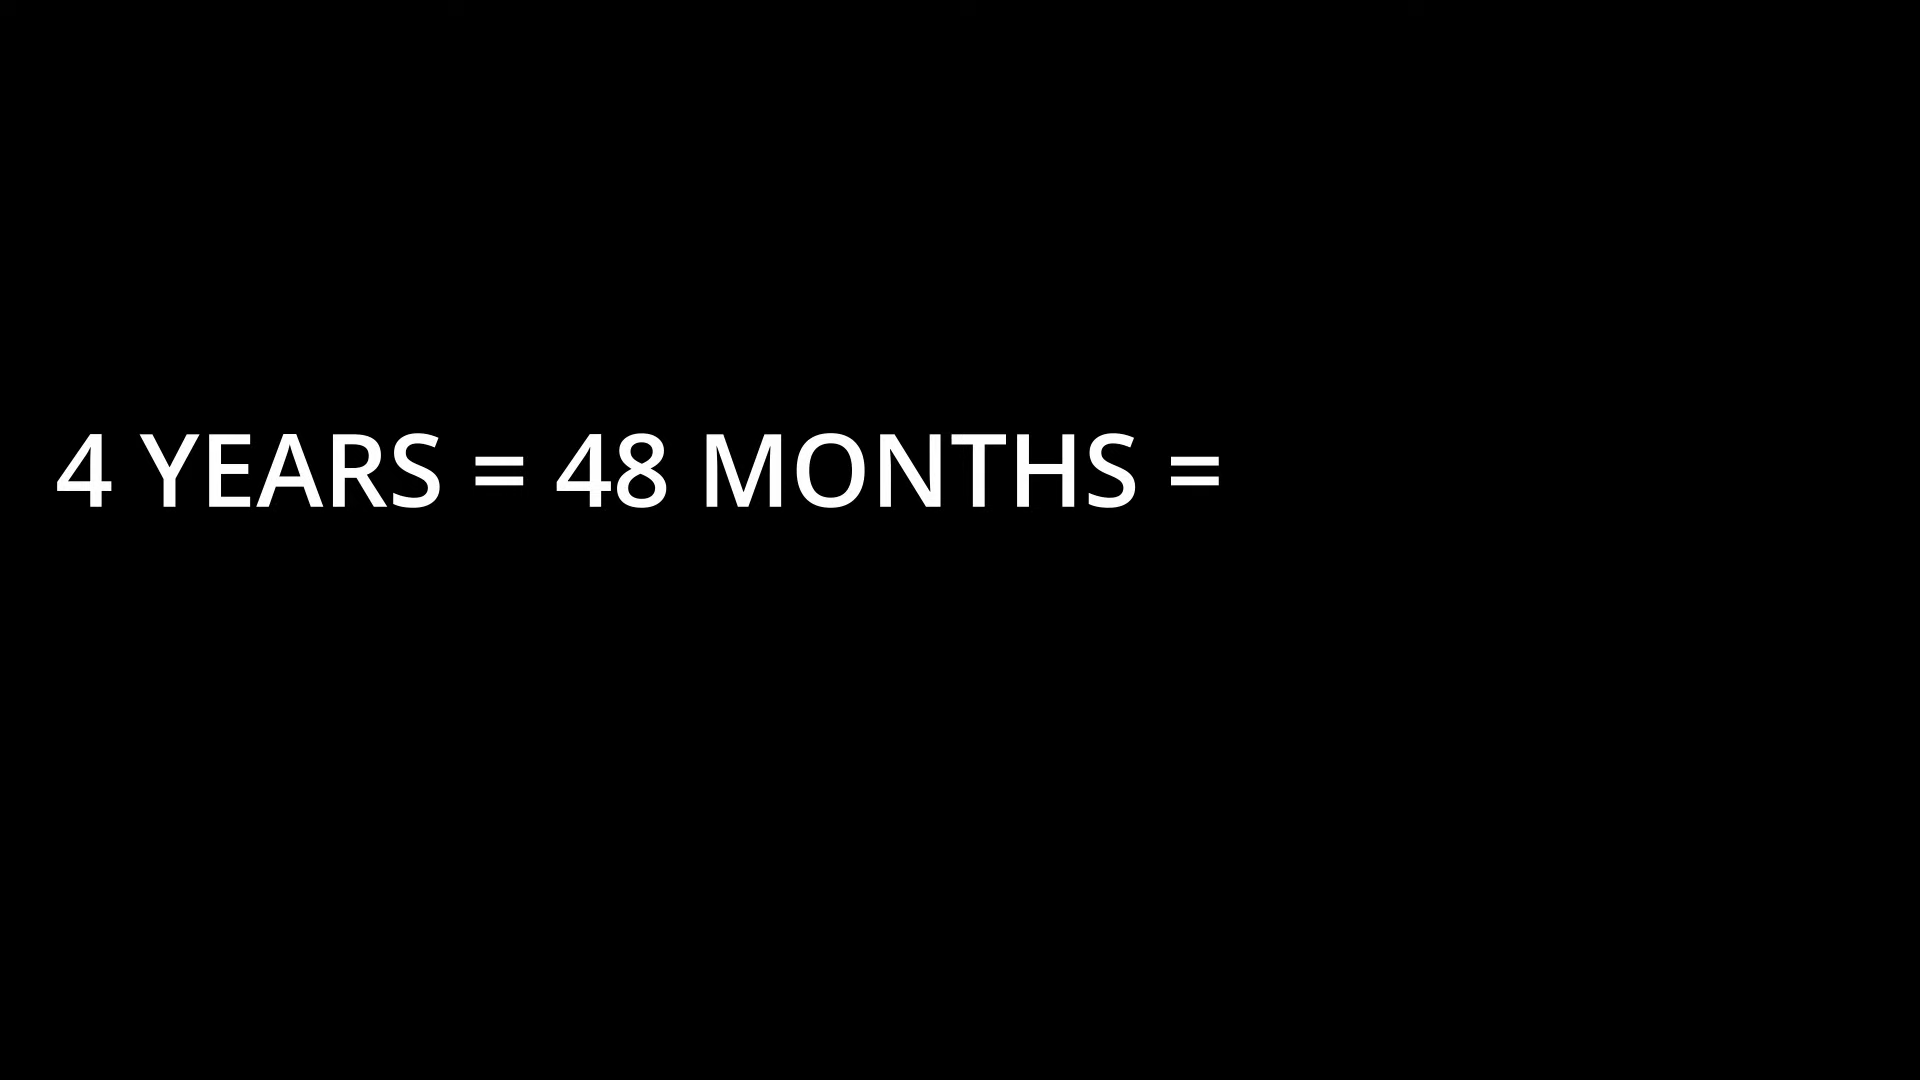 4 YEARS = 48 MONTHS =